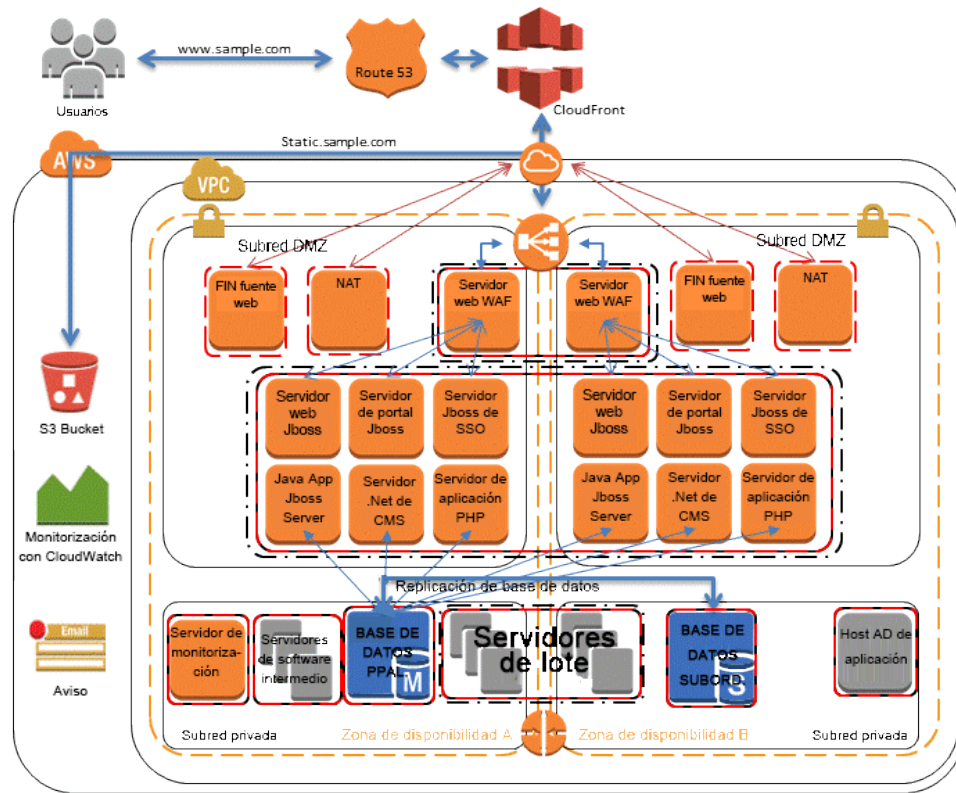 www.sample.com
Route 53
Usuarios
CloudFront
Static.sample.com
AWS
VPC
Subred DMZ
Subred DMZ
FIN fuente
web
NAT
Servidor
web WAF
Servidor
web WAF
FIN fuente
web
NAT
Servidor
web
Jboss
Servidor
de portal
Jboss
Servidor
Jboss de
SSO
Servidor
web
Jboss
Servidor
de portal
Jboss
Servidor
Jboss de
SSO
S3 Bucket
Java App
Jboss
Server
Servidor
.Net de
CMS
Servidor de
aplicación
PHP
Java App
Jboss
Server
Servidor
.Net de
CMS
Servidor de
aplicación
PHP
Monitorización
con CloudWatch
Replicación de base de datos
Email
Aviso
Servidor de
monitoriza-
ción
Servidores
de software
intermedio
BASE DE
DATOS
PPAL
M
Servidores
de lote
BASE DE
DATOS
SUBORD.
S
Host AD de
aplicación
Subred privada
Zona de disponibilidad A
Zona de disponibilidad B
Subred privada